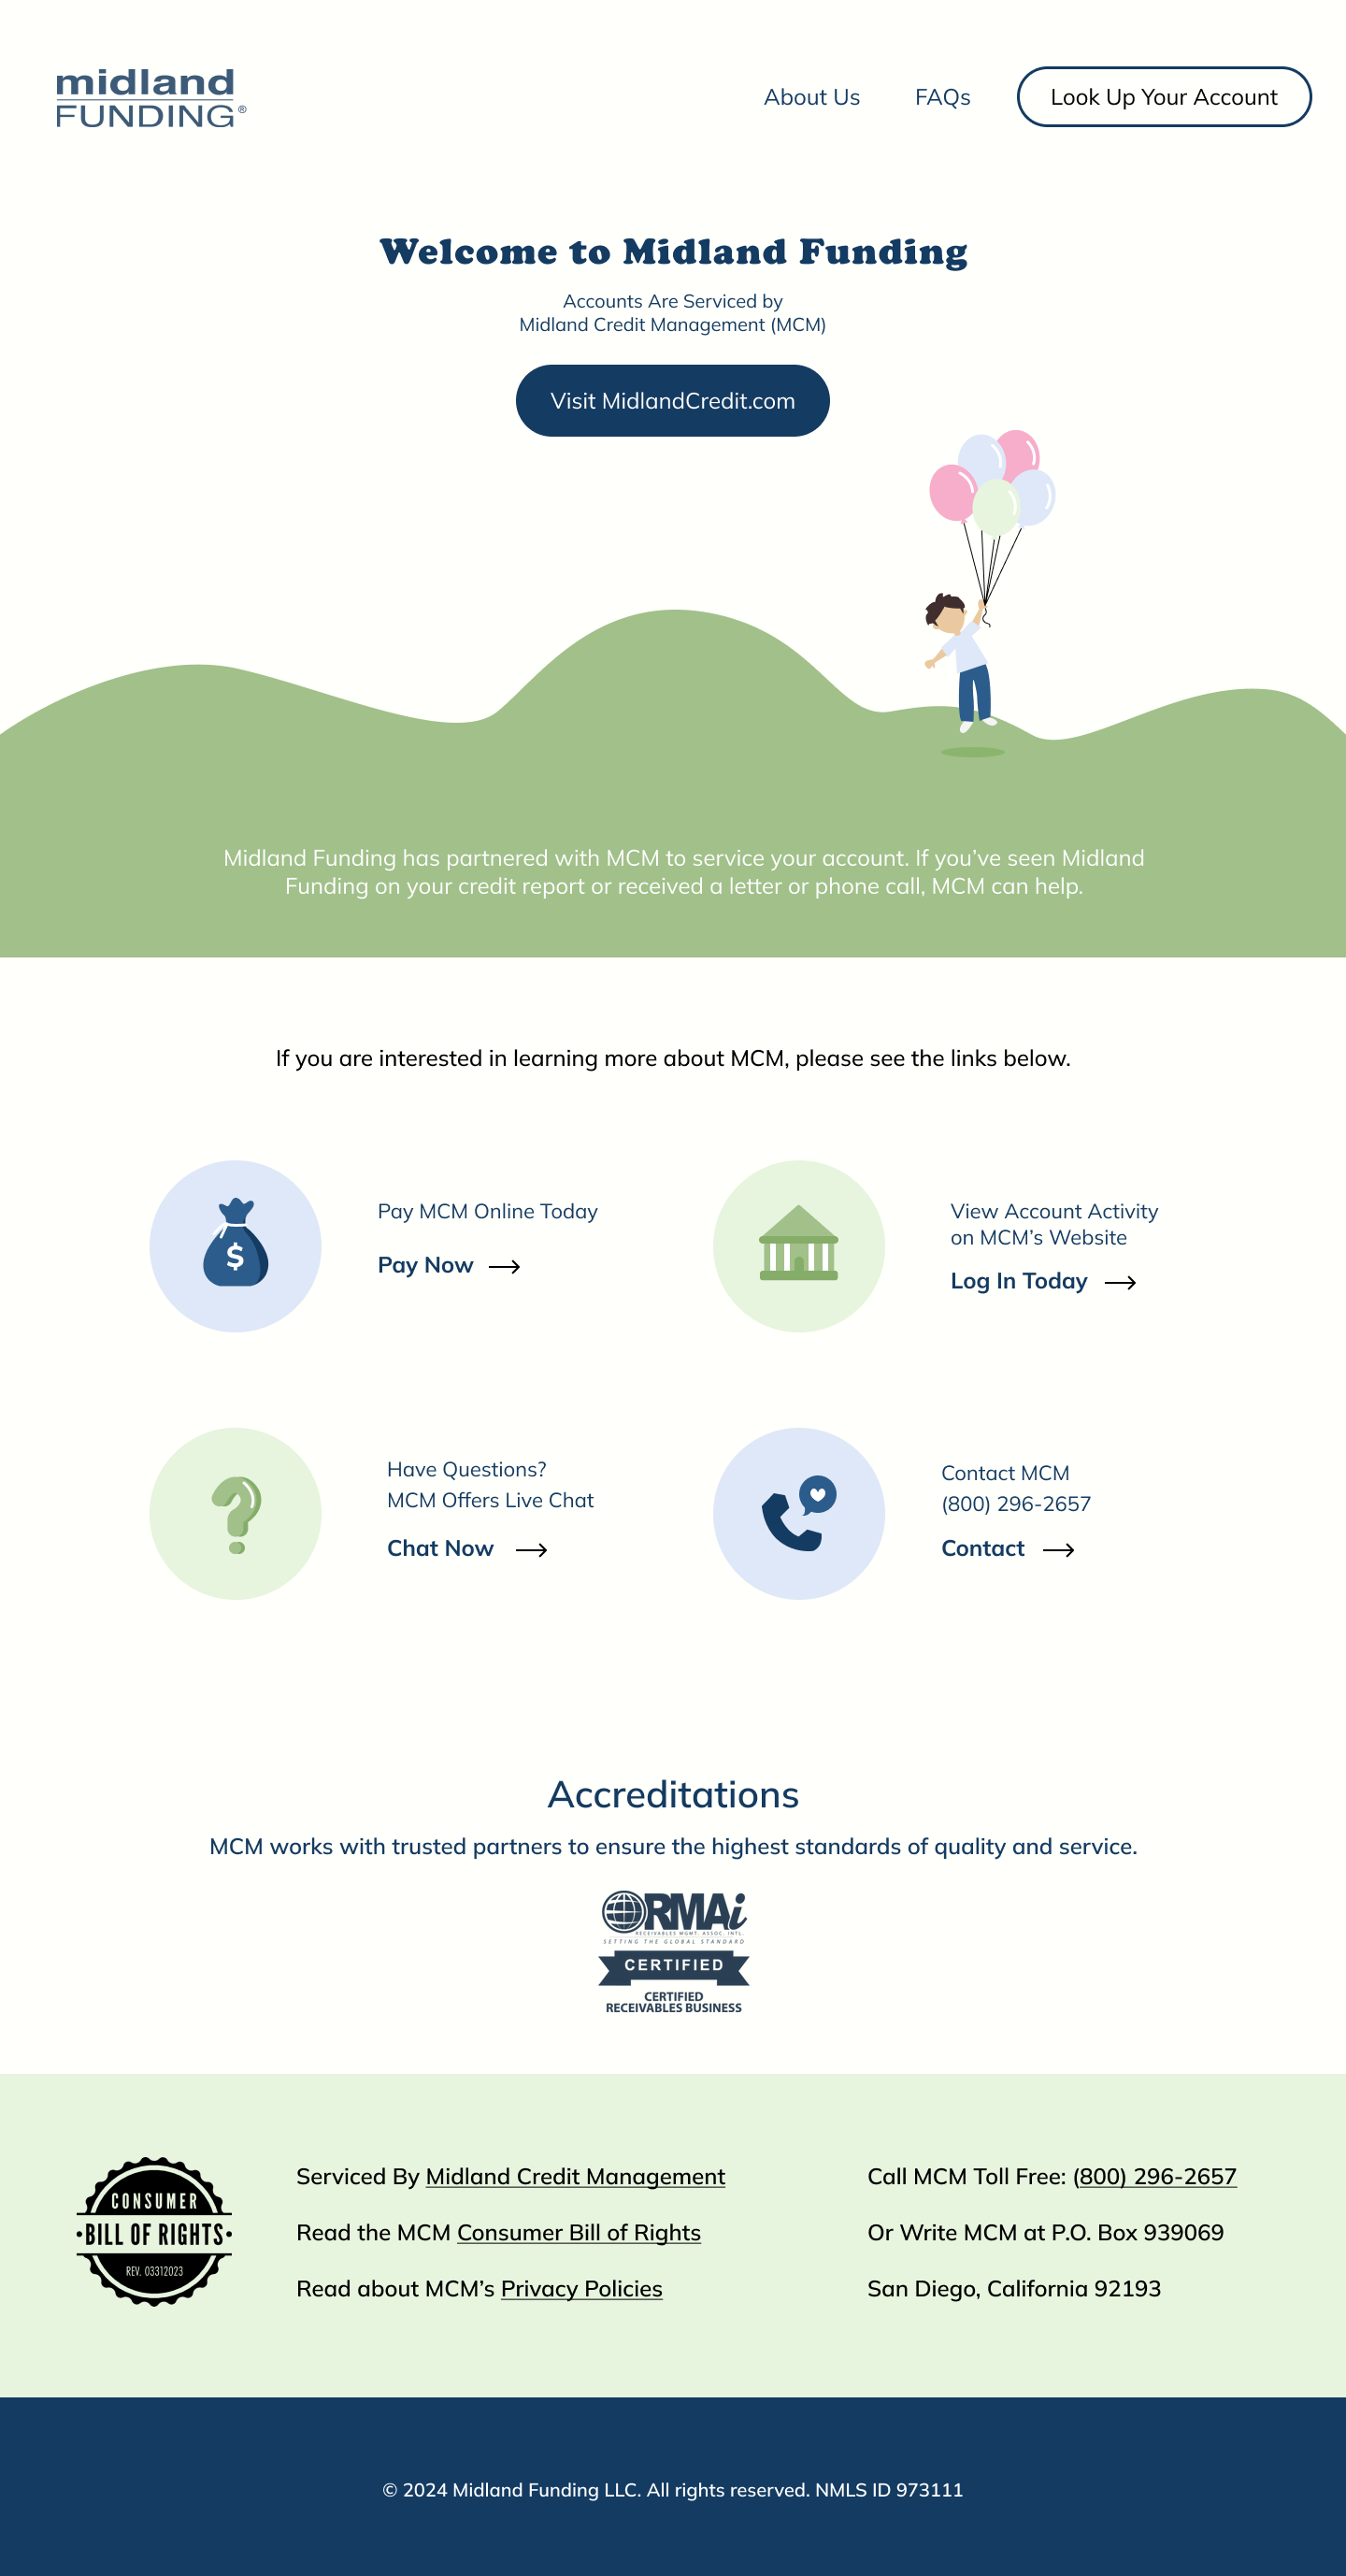 midland
FUNDING®
About Us
FAQs
Look Up Your Account
Welcome to Midland Funding
Accounts Are Serviced by
Midland Credit Management (MCM)
Visit MidlandCredit.com
Midland Funding has partnered with MCM to service your account. If you’ve seen Midland
Funding on your credit report or received a letter or phone call, MCM can help.
If you are interested in learning more about MCM, please see the links below.
$
Pay MCM Online Today
Pay Now
View Account Activity
on MCM’s Website
Log In Today
?
Have Questions?
MCM Offers Live Chat
Chat Now
Contact MCM
(800) 296-2657
Contact
Accreditations
MCM works with trusted partners to ensure the highest standards of quality and service.
RMAi
RECEIVABLES MGMT. ASSOC. INTL.
SETTING THE GLOBAL STANDARD
CERTIFIED
CERTIFIED
RECEIVABLES BUSINESS
CONSUMER
•BILL OF RIGHTS•
REV. 03312023
Serviced By Midland Credit Management
Read the MCM Consumer Bill of Rights
Read about MCM’s Privacy Policies
Call MCM Toll Free: (800) 296-2657
Or Write MCM at P.O. Box 939069
San Diego, California 92193
© 2024 Midland Funding LLC. All rights reserved. NMLS ID 973111